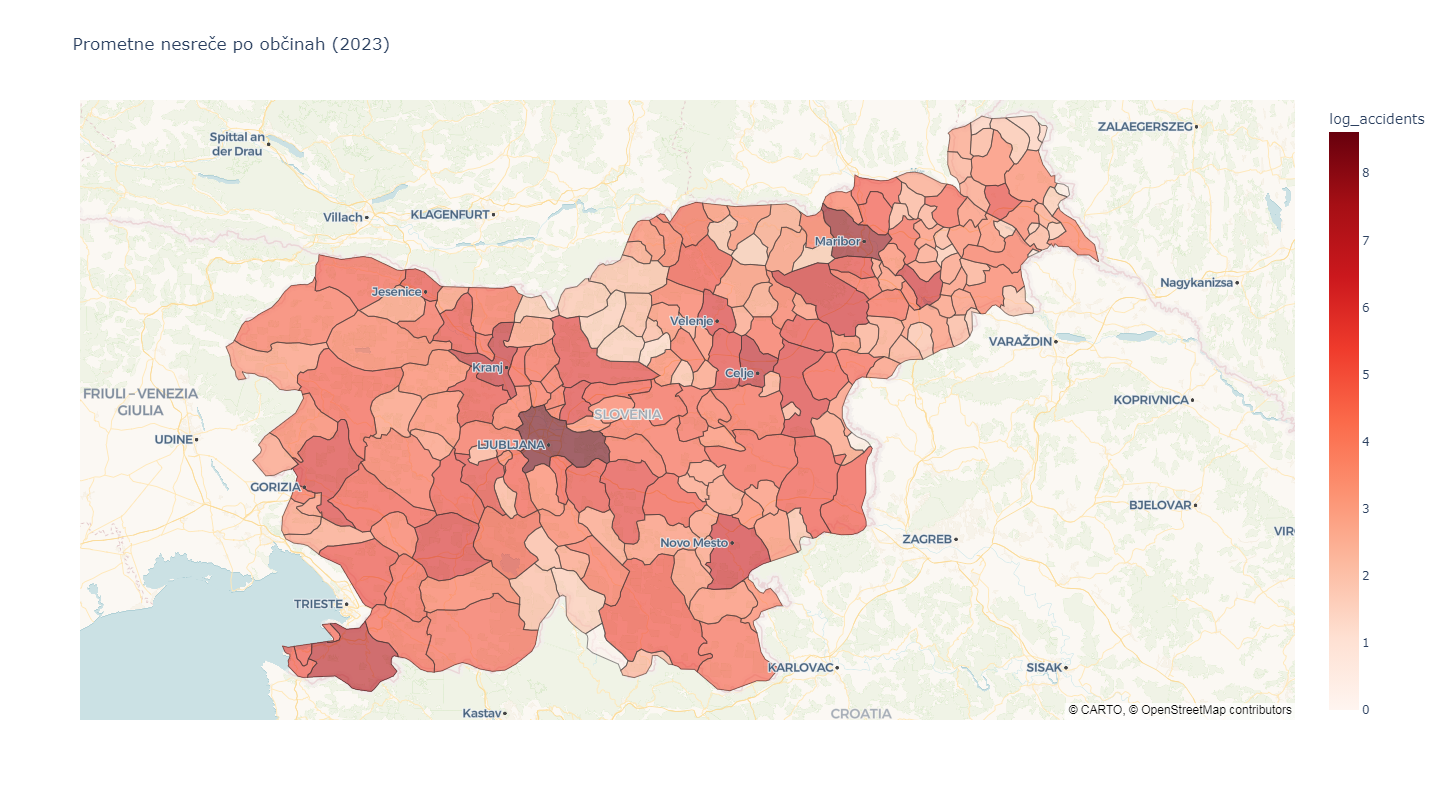 Prometne nesreče po občinah (2023)
log_accidents
8
7
6
5
4
3
2
1
0
Spittal an
der Drau
Villach
KLAGENFURT
ZALAEGERSZEG
Maribor
Nagykanizsa
Jesenice
Velenje
VARAŽDIN
Kranj
Celje
FRIULI – VENEZIA
GIULIA
KOPRIVNICA
SLOVENIA
UDINE
LJUBLJANA
GORIZIA
BJELOVAR
VIR
Novo Mesto
ZAGREB
TRIESTE
KARLOVAC
SISAK
Kastav
CROATIA
© CARTO, © OpenStreetMap contributors